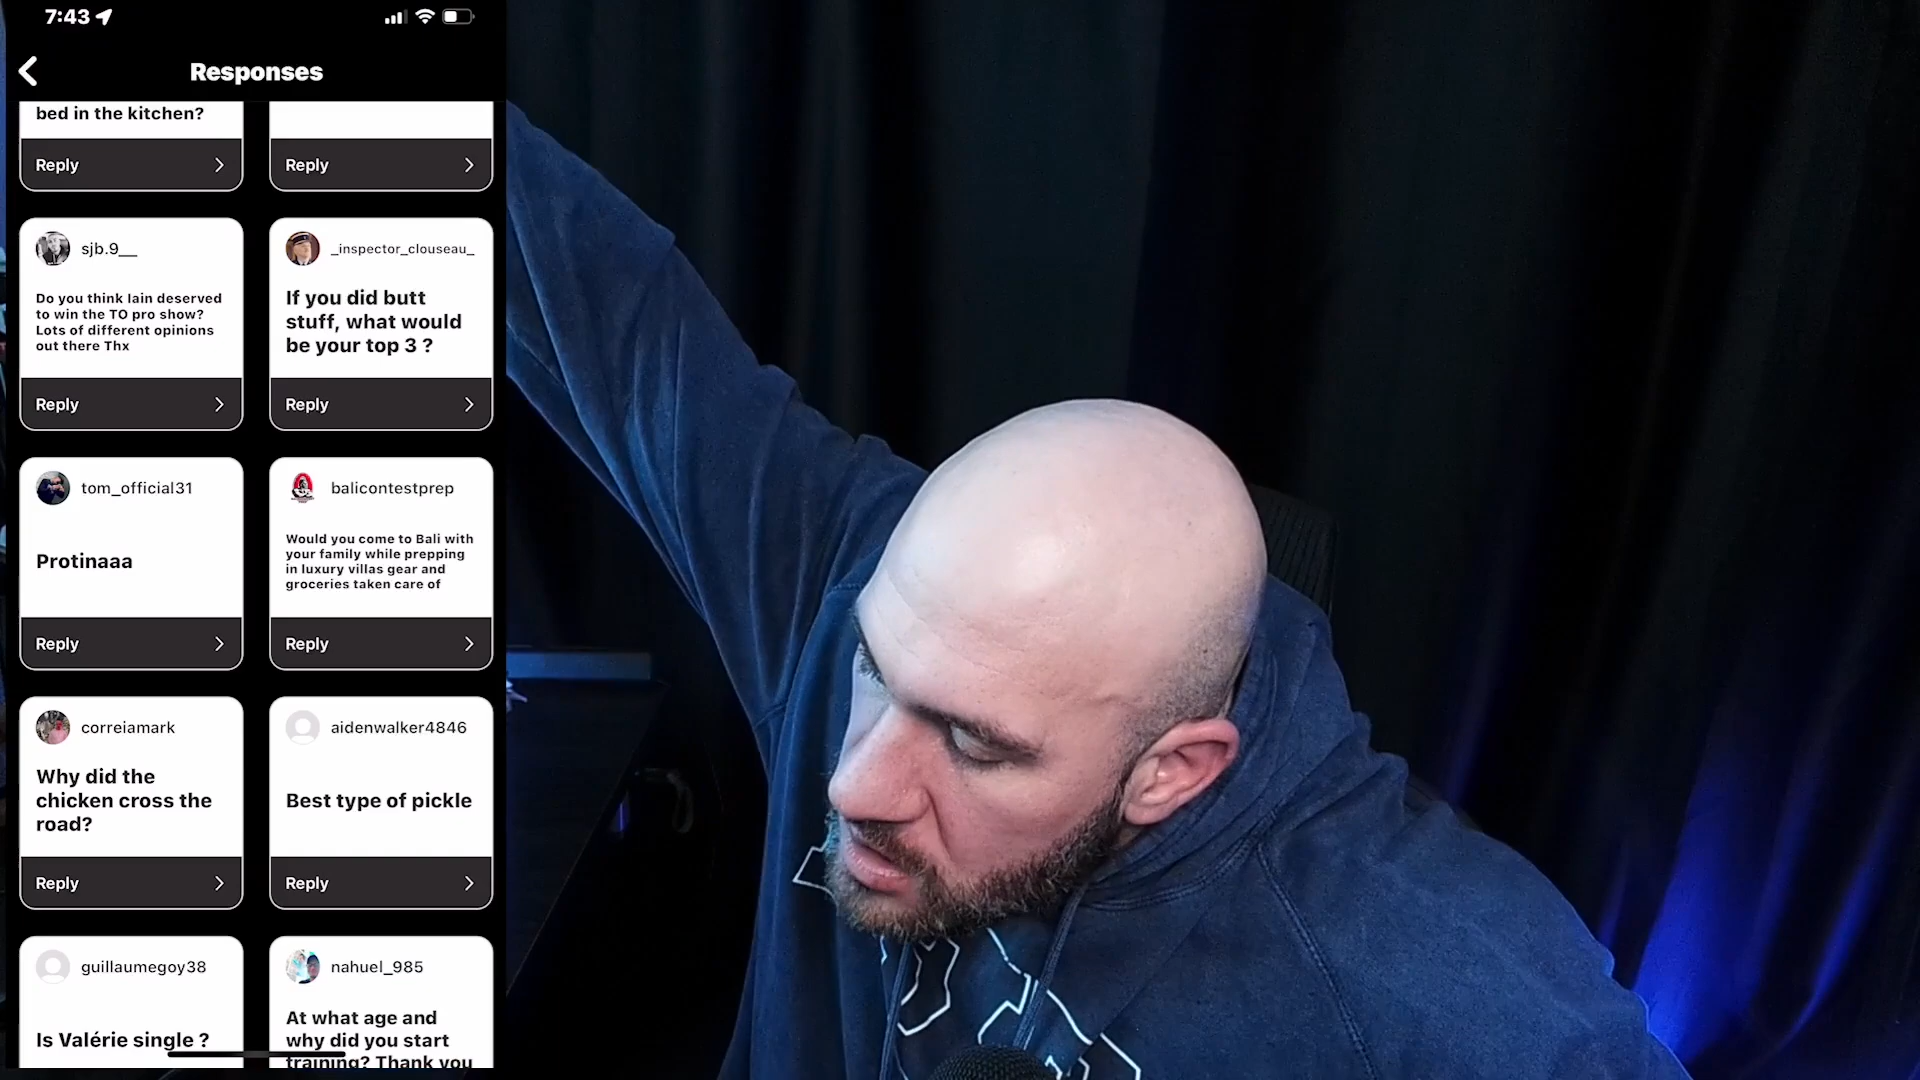 7:43
Responses
bed in the kitchen?
Reply
Reply
sjb.9__
Do you think Iain deserved
to win the TO pro show?
Lots of different opinions
out there Thx
Reply
_inspector_clouseau_
If you did butt
stuff, what would
be your top 3 ?
Reply
tom_official31
Protinaaa
Reply
balicontestprep
Would you come to Bali with
your family while prepping
in luxury villas gear and
groceries taken care of
Reply
correiamark
Why did the
chicken cross the
road?
Reply
aidenwalker4846
Best type of pickle
Reply
guillaumegoy38
Is Valérie single ?
nahuel_985
At what age and
why did you start
training? Thank you